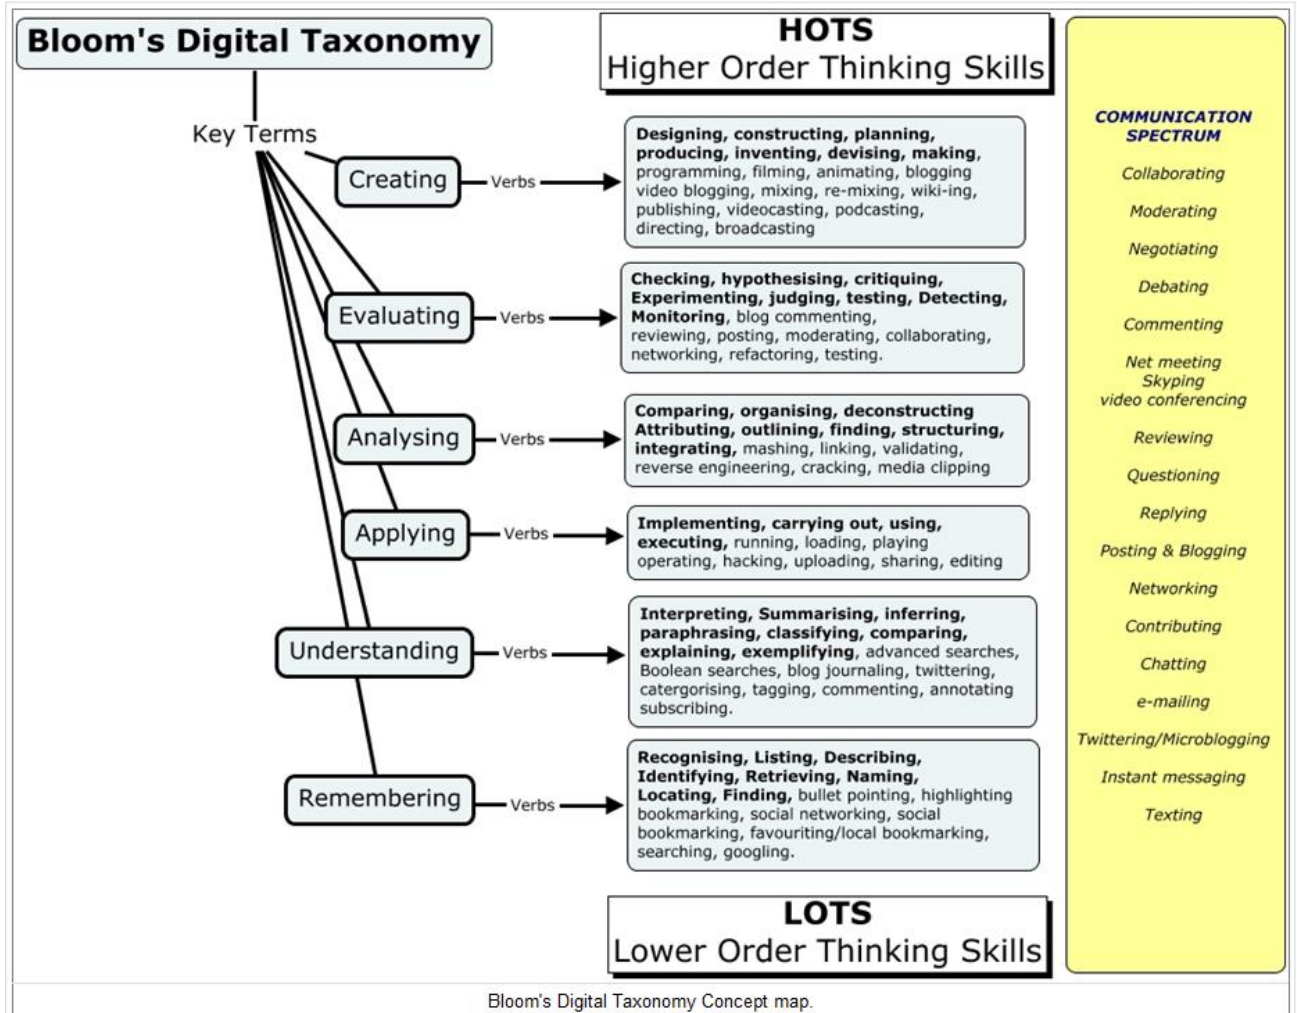 Bloom's Digital Taxonomy
Key Terms
HOTS
Higher Order Thinking Skills
Creating
Verbs
Designing, constructing, planning,
producing, inventing, devising, making,
programming, filming, animating, blogging
video blogging, mixing, re-mixing, wiki-ing,
publishing, videocasting, podcasting,
directing, broadcasting
Evaluating
Verbs
Checking, hypothesising, critiquing,
Experimenting, judging, testing, Detecting,
Monitoring, blog commenting,
reviewing, posting, moderating, collaborating,
networking, refactoring, testing.
Analysing
Verbs
Comparing, organising, deconstructing
Attributing, outlining, finding, structuring,
integrating, mashing, linking, validating,
reverse engineering, cracking, media clipping
Applying
Verbs
Implementing, carrying out, using,
executing, running, loading, playing
operating, hacking, uploading, sharing, editing
Understanding
Verbs
Interpreting, Summarising, inferring,
paraphrasing, classifying, comparing,
explaining, exemplifying, advanced searches,
Boolean searches, blog journaling, twittering,
catergorising, tagging, commenting, annotating
subscribing.
Remembering
Verbs
Recognising, Listing, Describing,
Identifying, Retrieving, Naming,
Locating, Finding, bullet pointing, highlighting
bookmarking, social networking, social
bookmarking, favouriting/local bookmarking,
searching, googling.
LOTS
Lower Order Thinking Skills
COMMUNICATION
SPECTRUM
Collaborating
Moderating
Negotiating
Debating
Commenting
Net meeting
Skyping
video conferencing
Reviewing
Questioning
Replying
Posting & Blogging
Networking
Contributing
Chatting
e-mailing
Twittering/Microblogging
Instant messaging
Texting
Bloom's Digital Taxonomy Concept map.